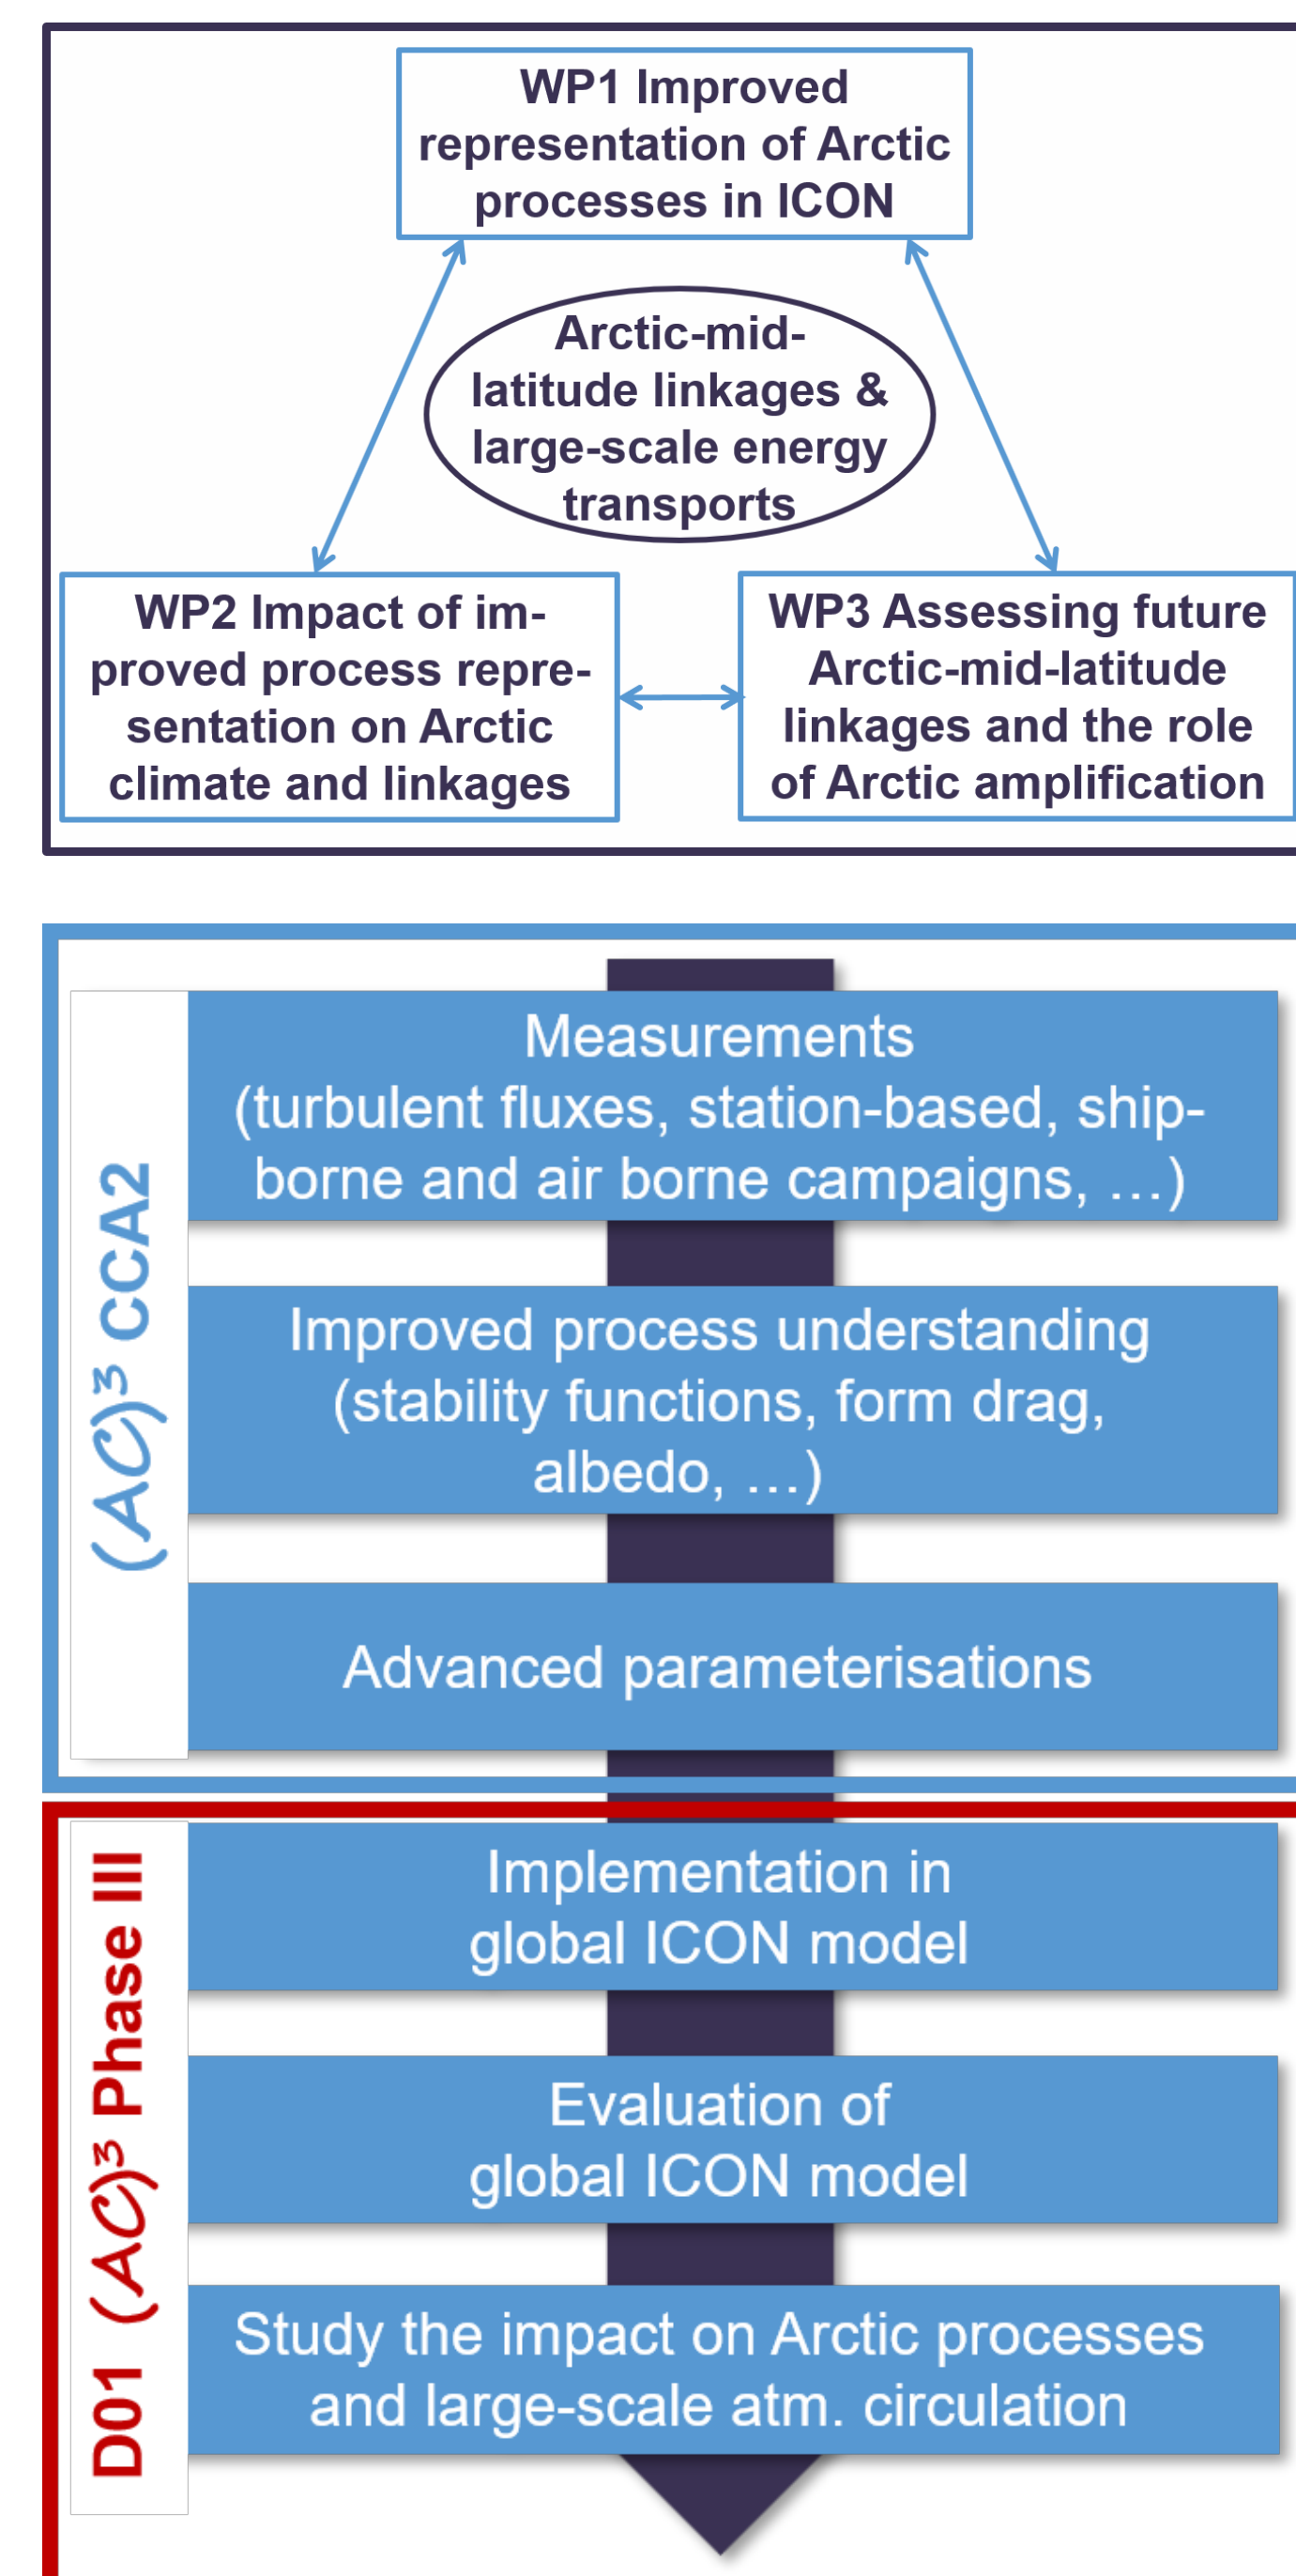 WP1 Improved
representation of Arctic
processes in ICON
Arctic-mid-
latitude linkages &
large-scale energy
transports
WP2 Impact of im-
proved process repre-
sentation on Arctic
climate and linkages
WP3 Assessing future
Arctic-mid-latitude
linkages and the role
of Arctic amplification
(AC)³ CCA2
Measurements
(turbulent fluxes, station-based, ship-
borne and air borne campaigns, …)
Improved process understanding
(stability functions, form drag,
albedo, …)
Advanced parameterisations
D01 (AC)³ Phase III
Implementation in
global ICON model
Evaluation of
global ICON model
Study the impact on Arctic processes
and large-scale atm. circulation